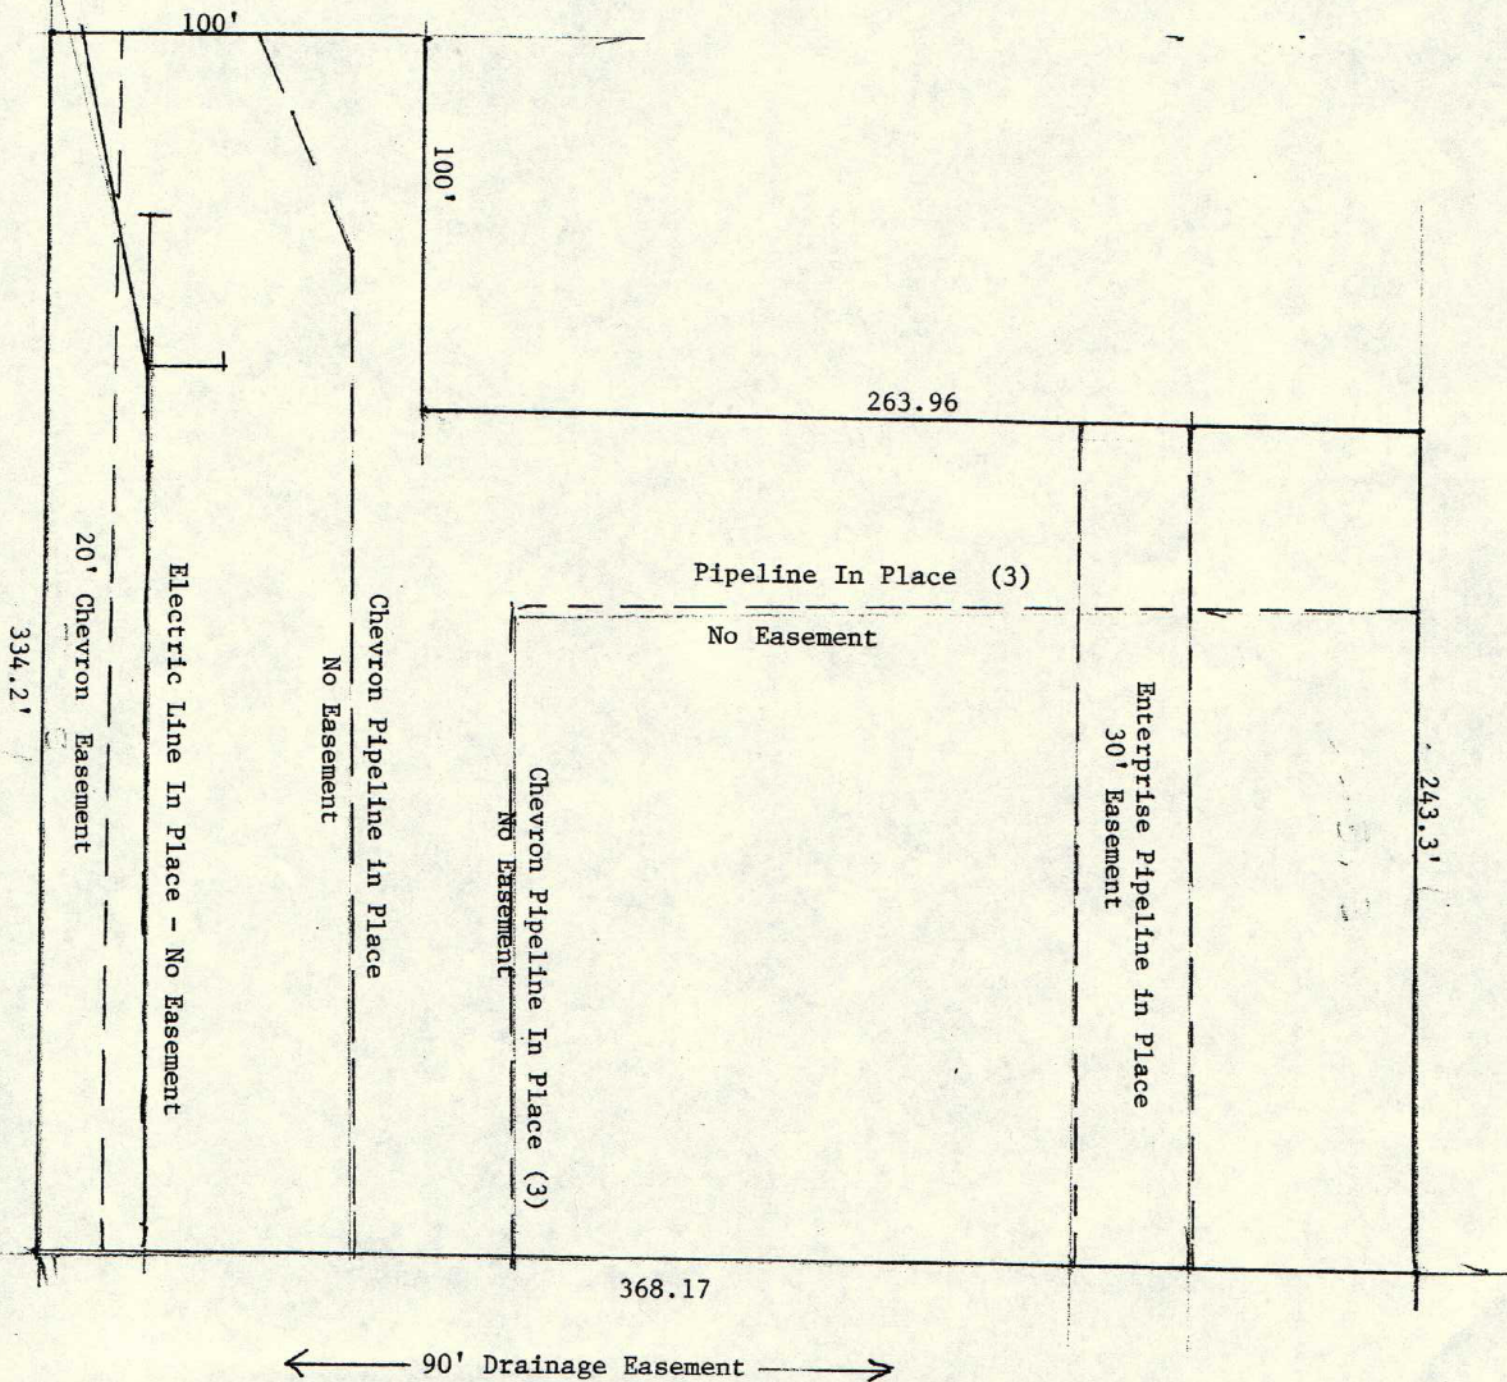 100'
100'
263.96
Pipeline In Place (3)
No Easement
334.2'
20' Chevron Easement
Electric Line In Place - No Easement
Chevron Pipeline in Place
No Easement
Chevron Pipeline In Place (3)
No Easement
Enterprise Pipeline in Place
30' Easement
243.3'
368.17
90' Drainage Easement